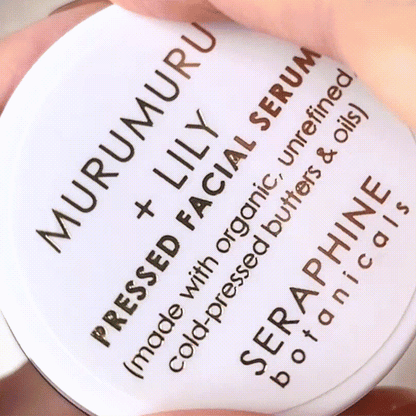 MURUMURU
+ LILY
PRESSED FACIAL SERUM
(made with organic, unrefined,
cold-pressed butters & oils)
SERAPHINE
botanicals